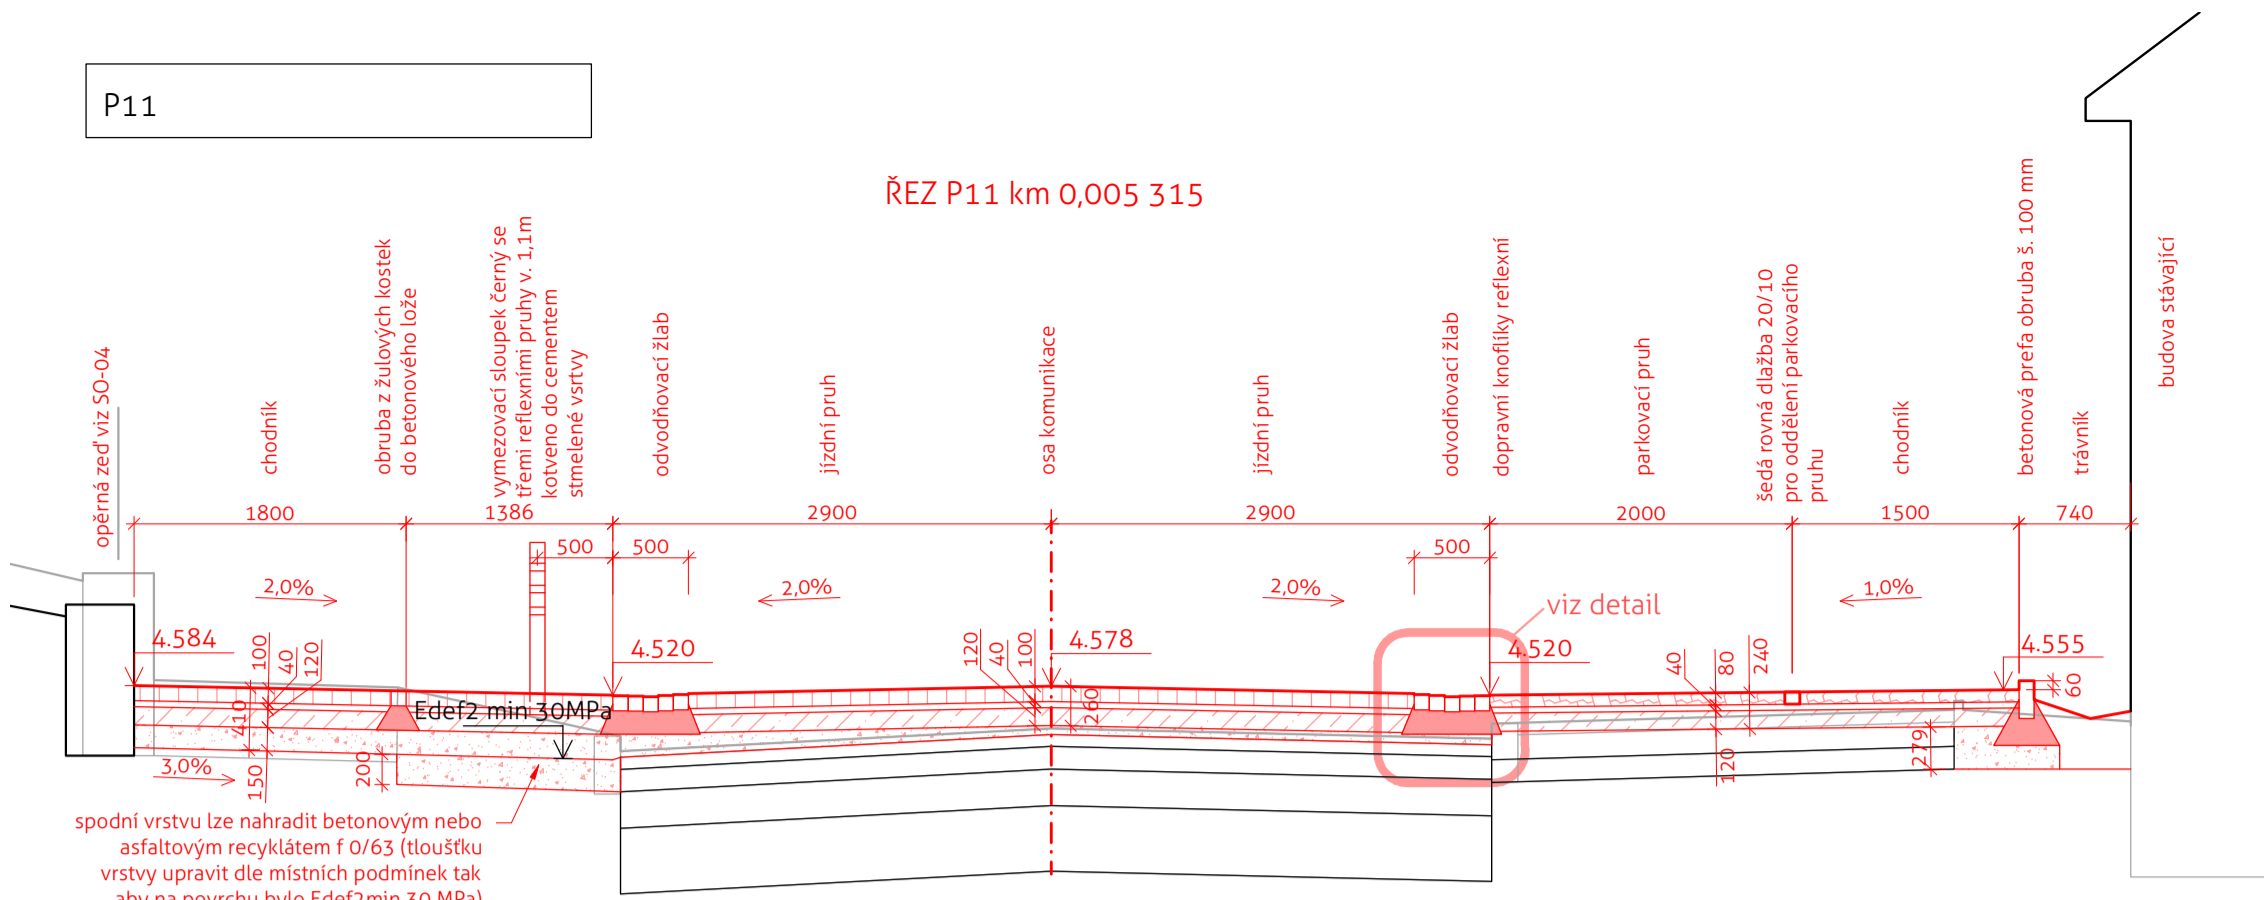 P11
ŘEZ P11 km 0,005 315
opěrná zeď viz SO-04
chodník
obruba z žulových kostek
do betonového lože
vymezovací sloupek černý se
třemi reflexními pruhy v. 1,1m
kotveno do cementem
stmelené vsrtvy
odvodňovací žlab
jízdní pruh
osa komunikace
jízdní pruh
odvodňovací žlab
dopravní knoflíky reflexní
parkovací pruh
šedá rovná dlažba 20/10
pro oddělení parkovacího
pruhu
chodník
betonová prefa obruba š. 100 mm
trávník
budova stávající
1800
1386
2900
2900
2000
1500
740
500
500
500
2,0%
2,0%
2,0%
1,0%
viz detail
4.584
4.520
4.578
4.520
4.555
100
40
120
120
40
100
40
80
240
60
410
260
Edef2 min 30MPa
3,0%
150
200
120
279
spodní vrstvu lze nahradit betonovým nebo
asfaltovým recyklátem f 0/63 (tloušťku
vrstvy upravit dle místních podmínek tak
aby na povrchu bylo Edef2min 30 MPa)